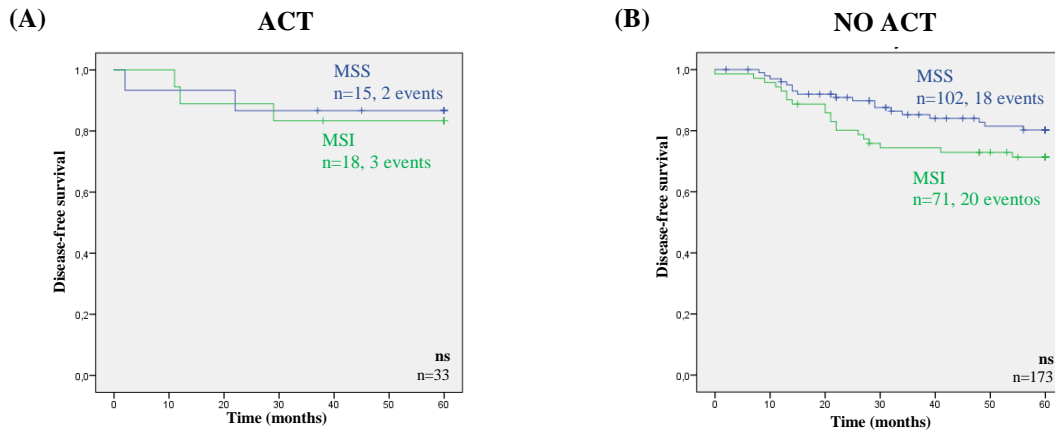 (A)
ACT
1,0
0,8
0,6
0,4
0,2
0,0
Disease-free survival
MSS
n=15, 2 events
MSI
n=18, 3 events
ns
n=33
0 10 20 30 40 50 60
Time (months)
(B)
NO ACT
1,0
0,8
0,6
0,4
0,2
0,0
Disease-free survival
MSS
n=102, 18 events
MSI
n=71, 20 eventos
ns
n=173
0 10 20 30 40 50 60
Time (months)